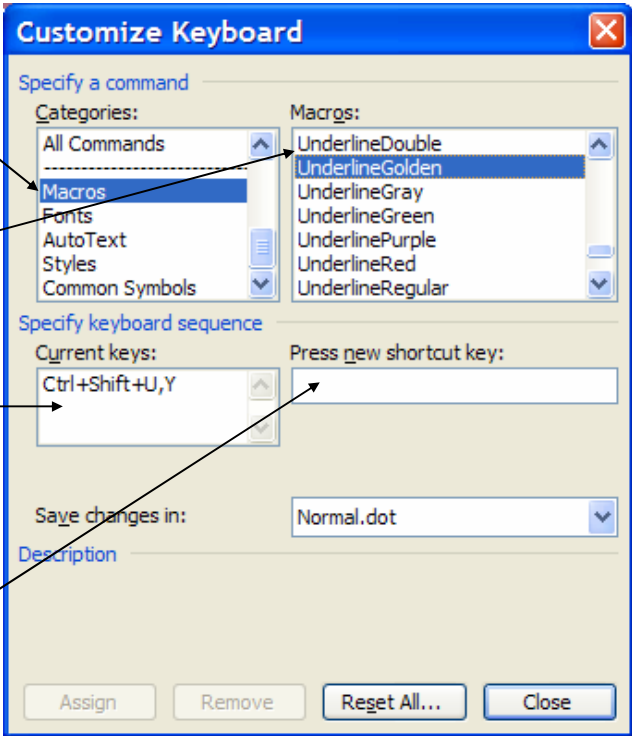 Customize Keyboard
Specify a command
Categories:
Macros:
All Commands
---------------------------
Macros
Fonts
AutoText
Styles
Common Symbols
UnderlineDouble
UnderlineGolden
UnderlineGray
UnderlineGreen
UnderlinePurple
UnderlineRed
UnderlineRegular
Specify keyboard sequence
Current keys:
Press new shortcut key:
Ctrl+Shift+U,Y
Save changes in:
Normal.dot
Description
Assign
Remove
Reset All...
Close